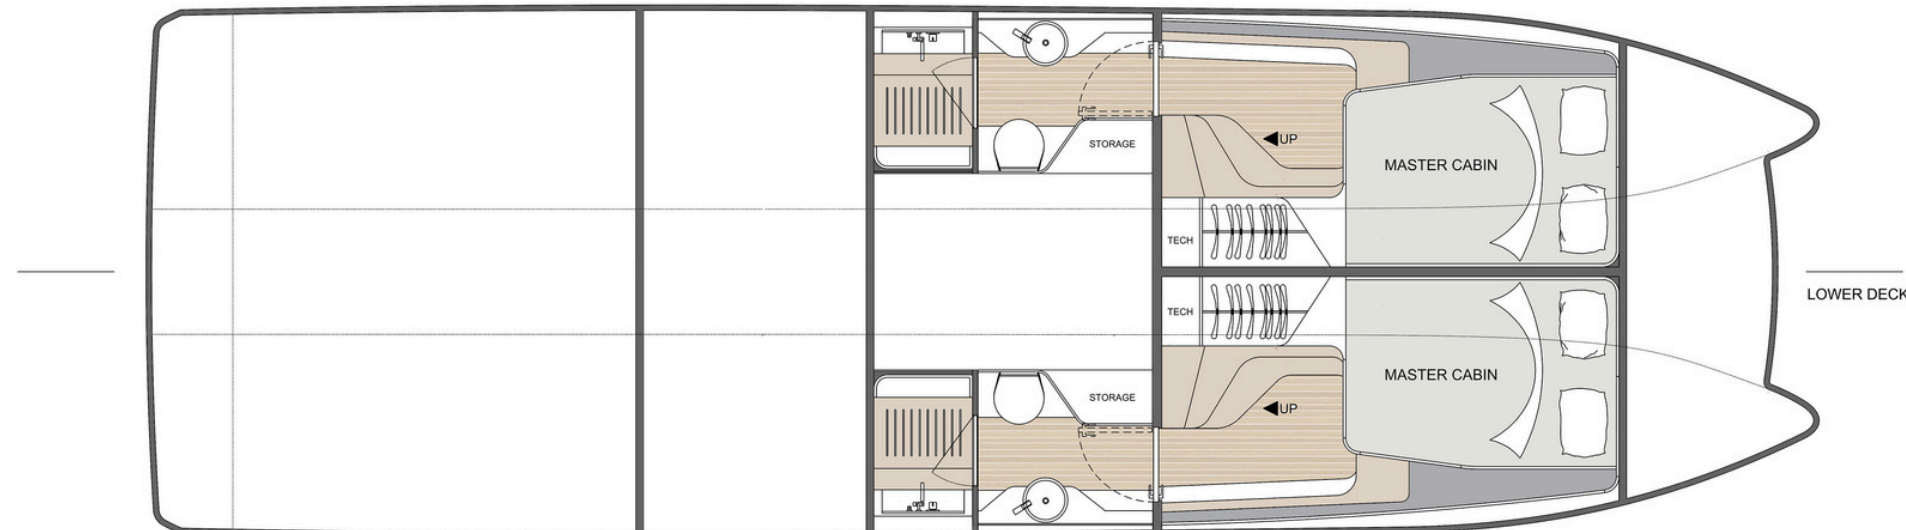 STORAGE
UP
MASTER CABIN
TECH
LOWER DECK
TECH
MASTER CABIN
STORAGE
UP